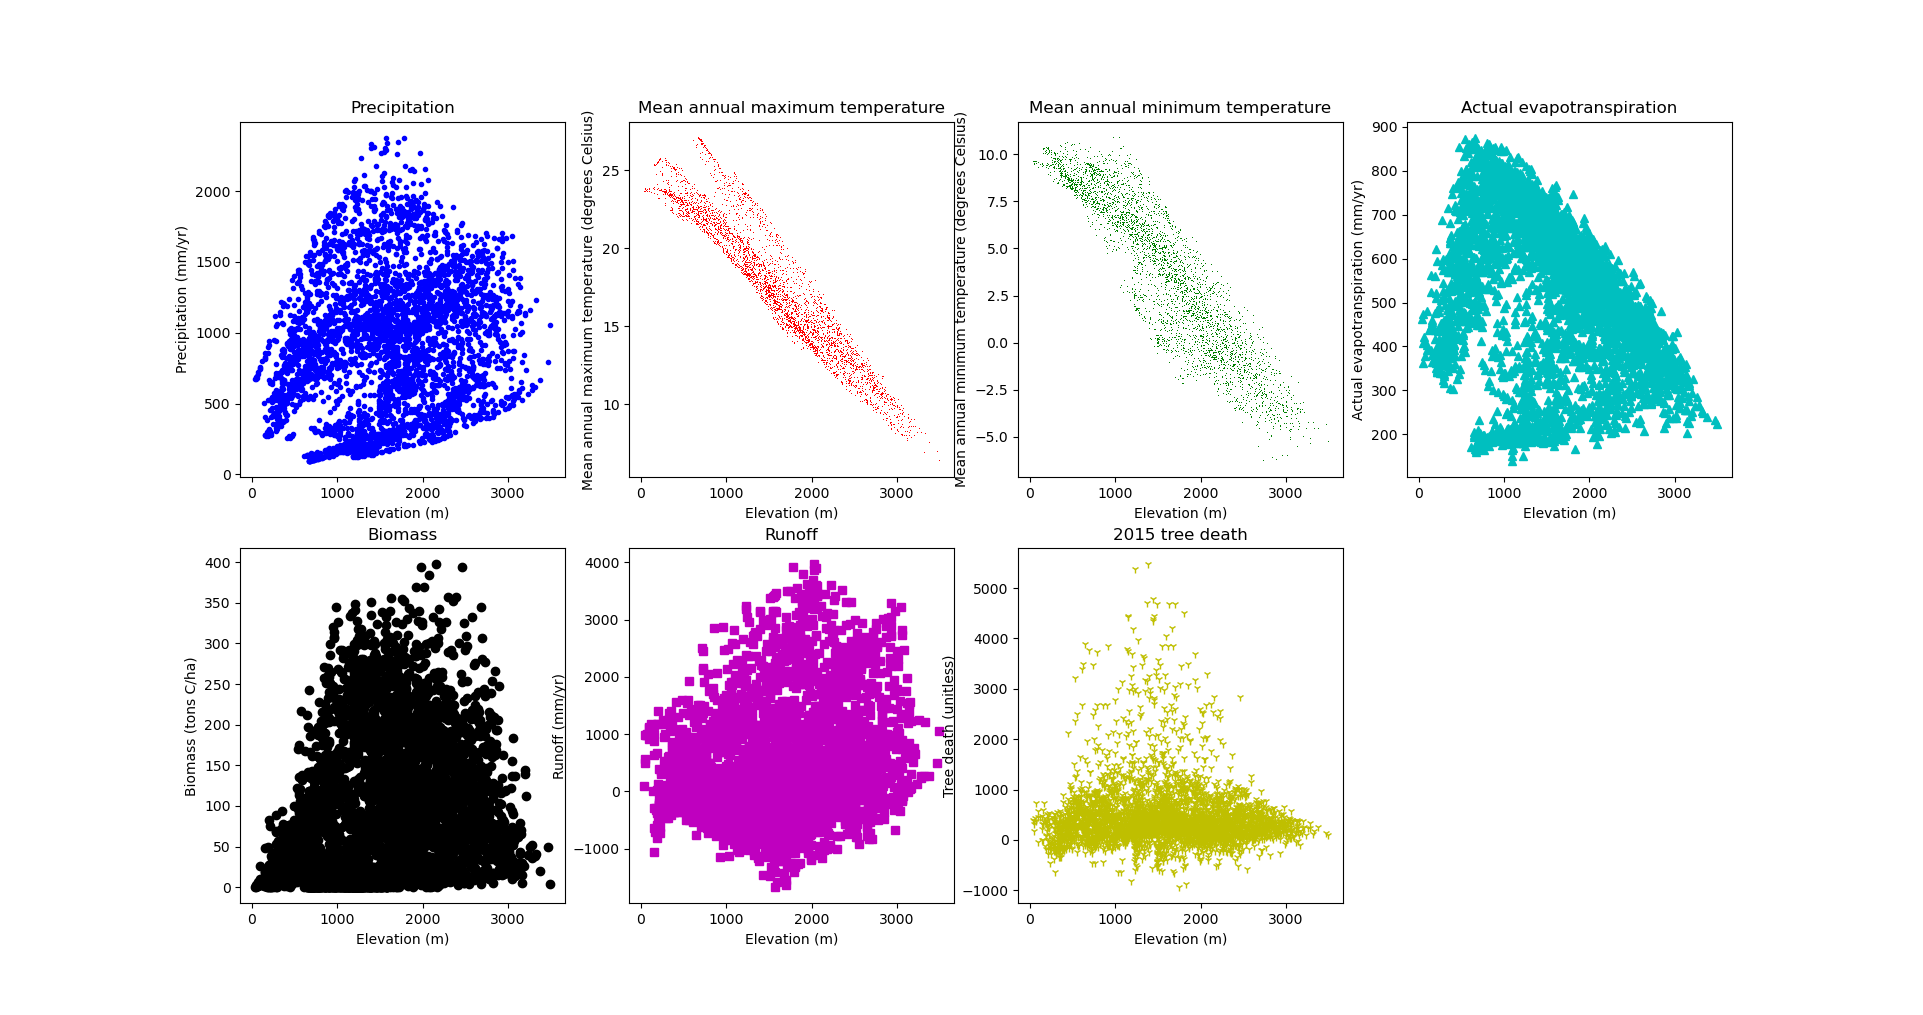 Precipitation
Precipitation (mm/yr)
2000
1500
1000
500
0
0 1000 2000 3000
Elevation (m)
Mean annual maximum temperature
Mean annual maximum temperature (degrees Celsius)
25
20
15
10
0 1000 2000 3000
Elevation (m)
Mean annual minimum temperature
Mean annual minimum temperature (degrees Celsius)
10.0
7.5
5.0
2.5
0.0
−2.5
−5.0
0 1000 2000 3000
Elevation (m)
Actual evapotranspiration
Actual evapotranspiration (mm/yr)
900
800
700
600
500
400
300
200
0 1000 2000 3000
Elevation (m)
Biomass
Biomass (tons C/ha)
400
350
300
250
200
150
100
50
0
0 1000 2000 3000
Elevation (m)
Runoff
Runoff (mm/yr)
4000
3000
2000
1000
0
−1000
0 1000 2000 3000
Elevation (m)
2015 tree death
Tree death (unitless)
5000
4000
3000
2000
1000
0
−1000
0 1000 2000 3000
Elevation (m)